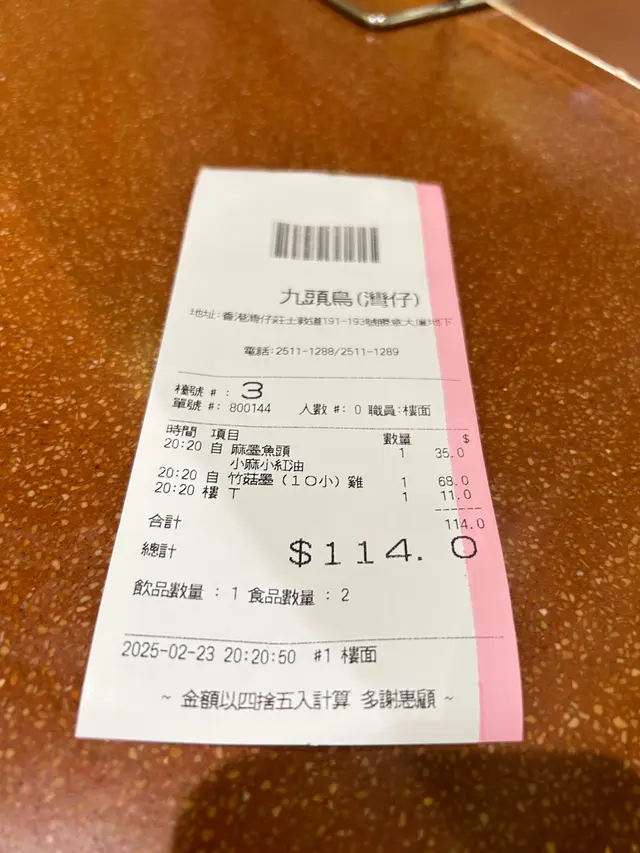 九頭鳥(灣仔)
地址:香港灣仔莊士敦道191-193號 大廈地下
電話:2511-1288/2511-1289
檯號 #: 3
單號 #: 800144 人數 #: 0 職員:樓面
時間 項目 數量 $
20:20 自 麻墨魚頭 1 35.0
小麻小紅油
20:20 自 竹菇墨(10小)雞 1 68.0
20:20 樓 T 1 11.0
------
合計 114.0
總計 $114.0
飲品數量 : 1 食品數量 : 2
2025-02-23 20:20:50 #1 樓面
~ 金額以四捨五入計算 多謝惠顧 ~